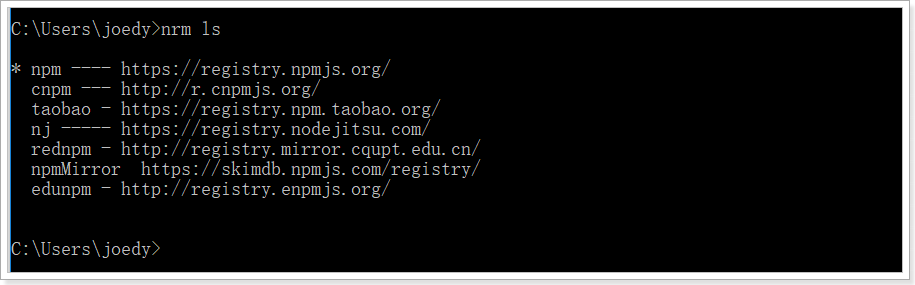 C:\Users\joedy>nrm ls
* npm ---- https://registry.npmjs.org/
cnpm --- http://r.cnpmjs.org/
taobao - https://registry.npm.taobao.org/
nj ----- https://registry.nodejitsu.com/
rednpm - http://registry.mirror.cqupt.edu.cn/
npmMirror  https://skimdb.npmjs.com/registry/
edunpm - http://registry.enpmjs.org/
C:\Users\joedy>